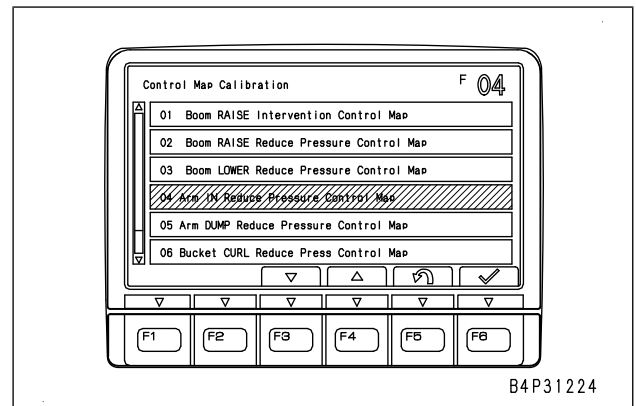 Control Map Calibration
F 04
01 Boom RAISE Intervention Control Map
02 Boom RAISE Reduce Pressure Control Map
03 Boom LOWER Reduce Pressure Control Map
04 Arm IN Reduce Pressure Control Map
05 Arm DUMP Reduce Pressure Control Map
06 Bucket CURL Reduce Press Control Map
F1 F2 F3 F4 F5 F6
B4P31224